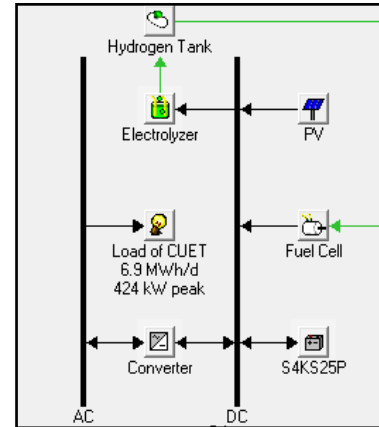 Hydrogen Tank
Electrolyzer
PV
Load of CUET
6.9 MWh/d
424 kW peak
Fuel Cell
Converter
S4KS25P
AC
DC